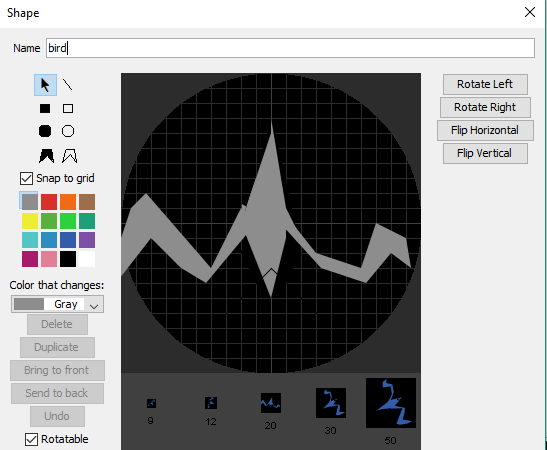 Shape
Name bird
Rotate Left
Rotate Right
Flip Horizontal
Flip Vertical
Snap to grid
Color that changes:
Gray
Delete
Duplicate
Bring to front
Send to back
Undo
Rotatable
9 12 20 30 50